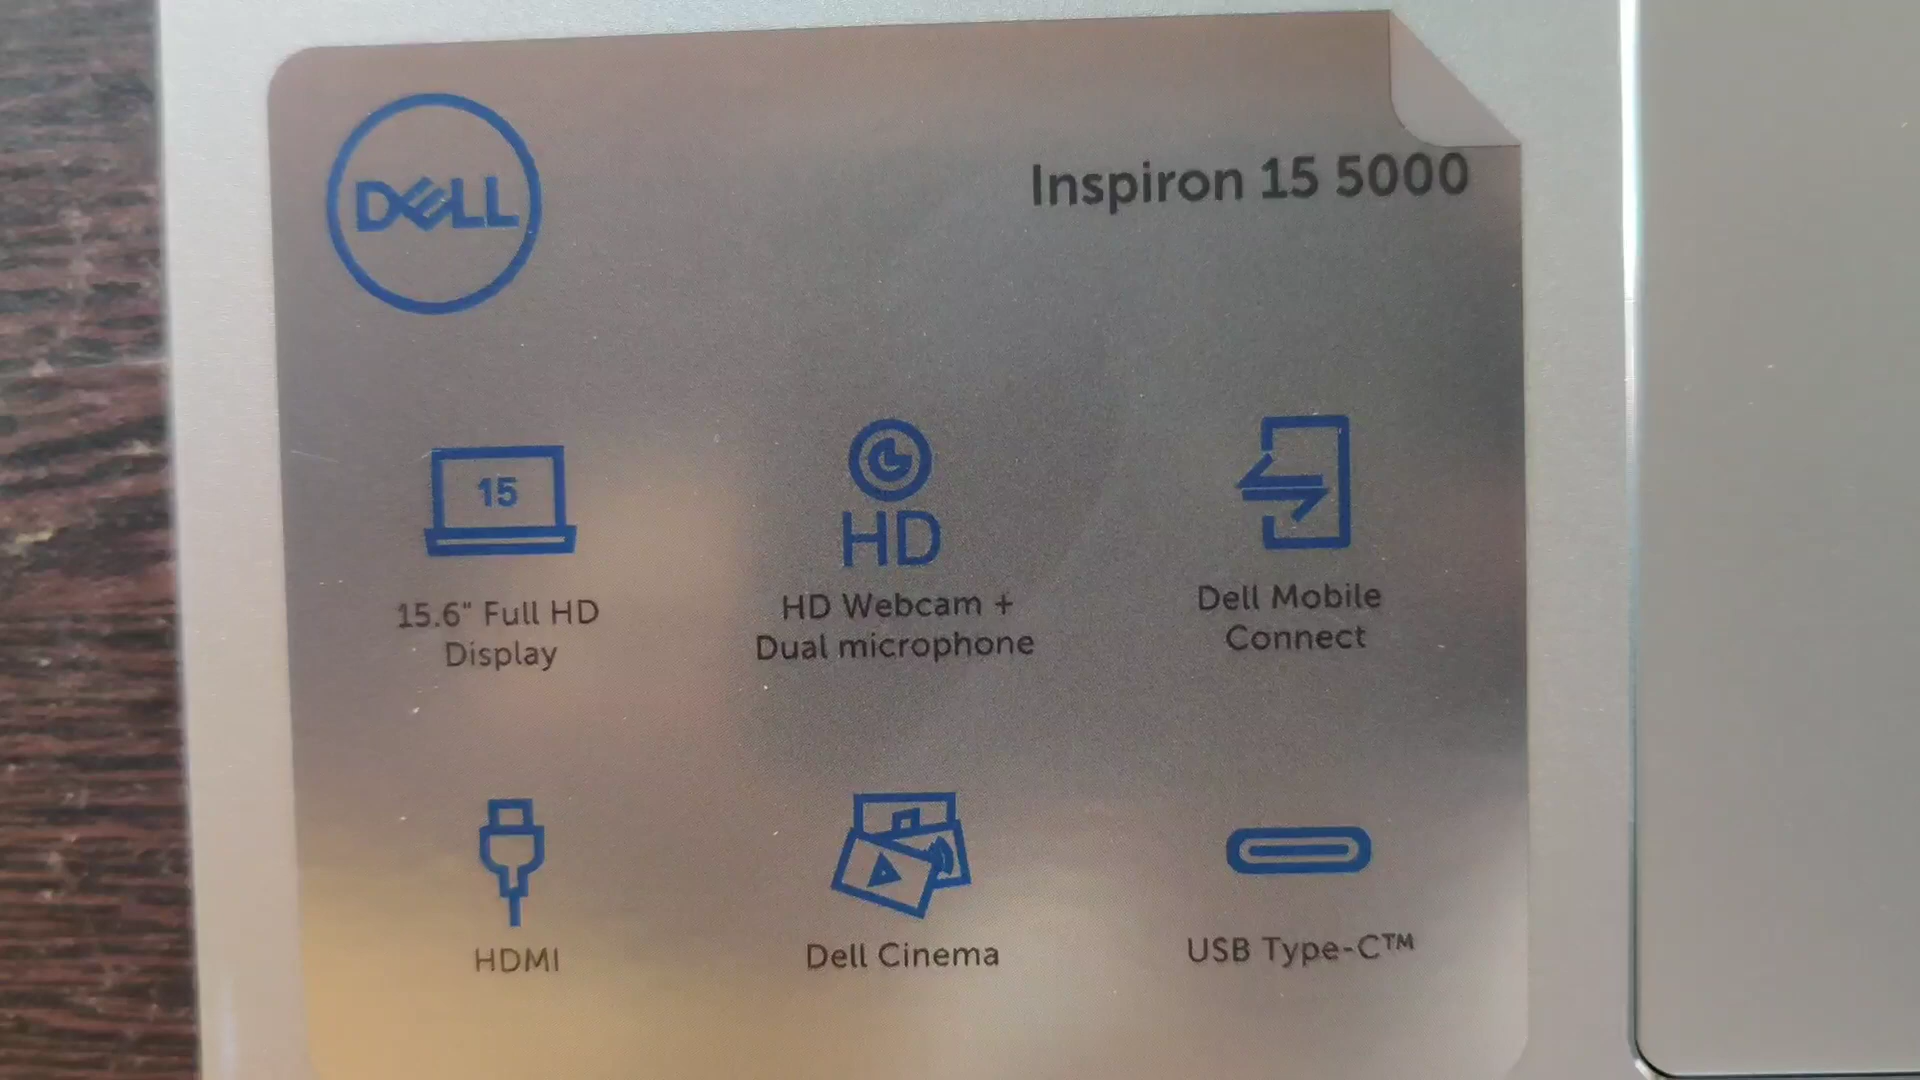 DELL
Inspiron 15 5000
15
HD
15.6" Full HD
Display
HD Webcam +
Dual microphone
Dell Mobile
Connect
HDMI
Dell Cinema
USB Type-C™